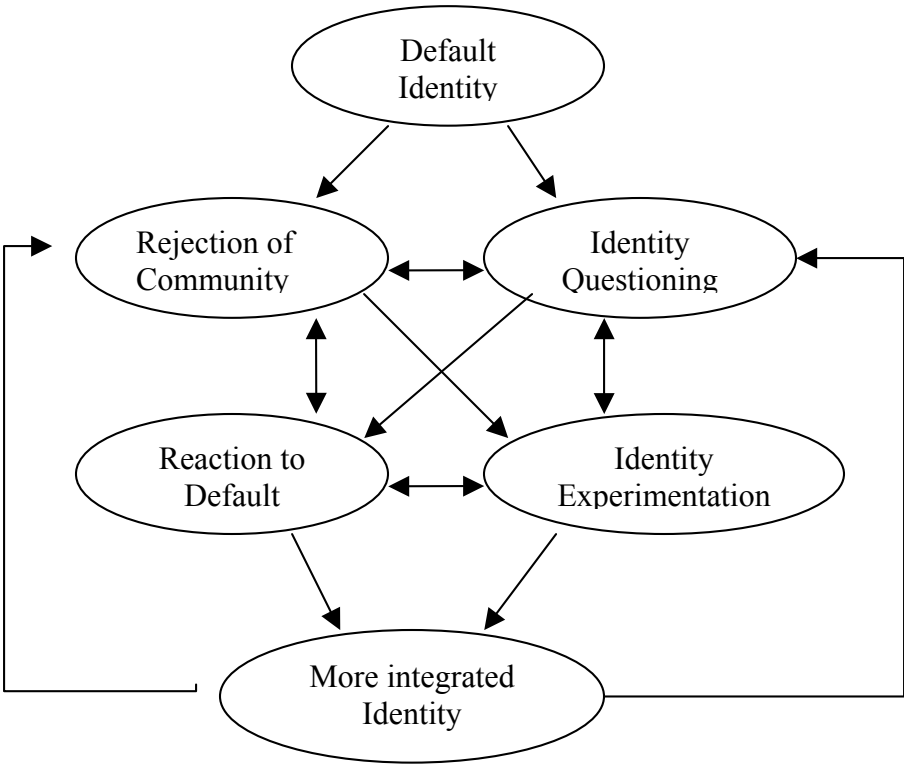 Default
Identity
Rejection of
Community
Identity
Questioning
Reaction to
Default
Identity
Experimentation
More integrated
Identity